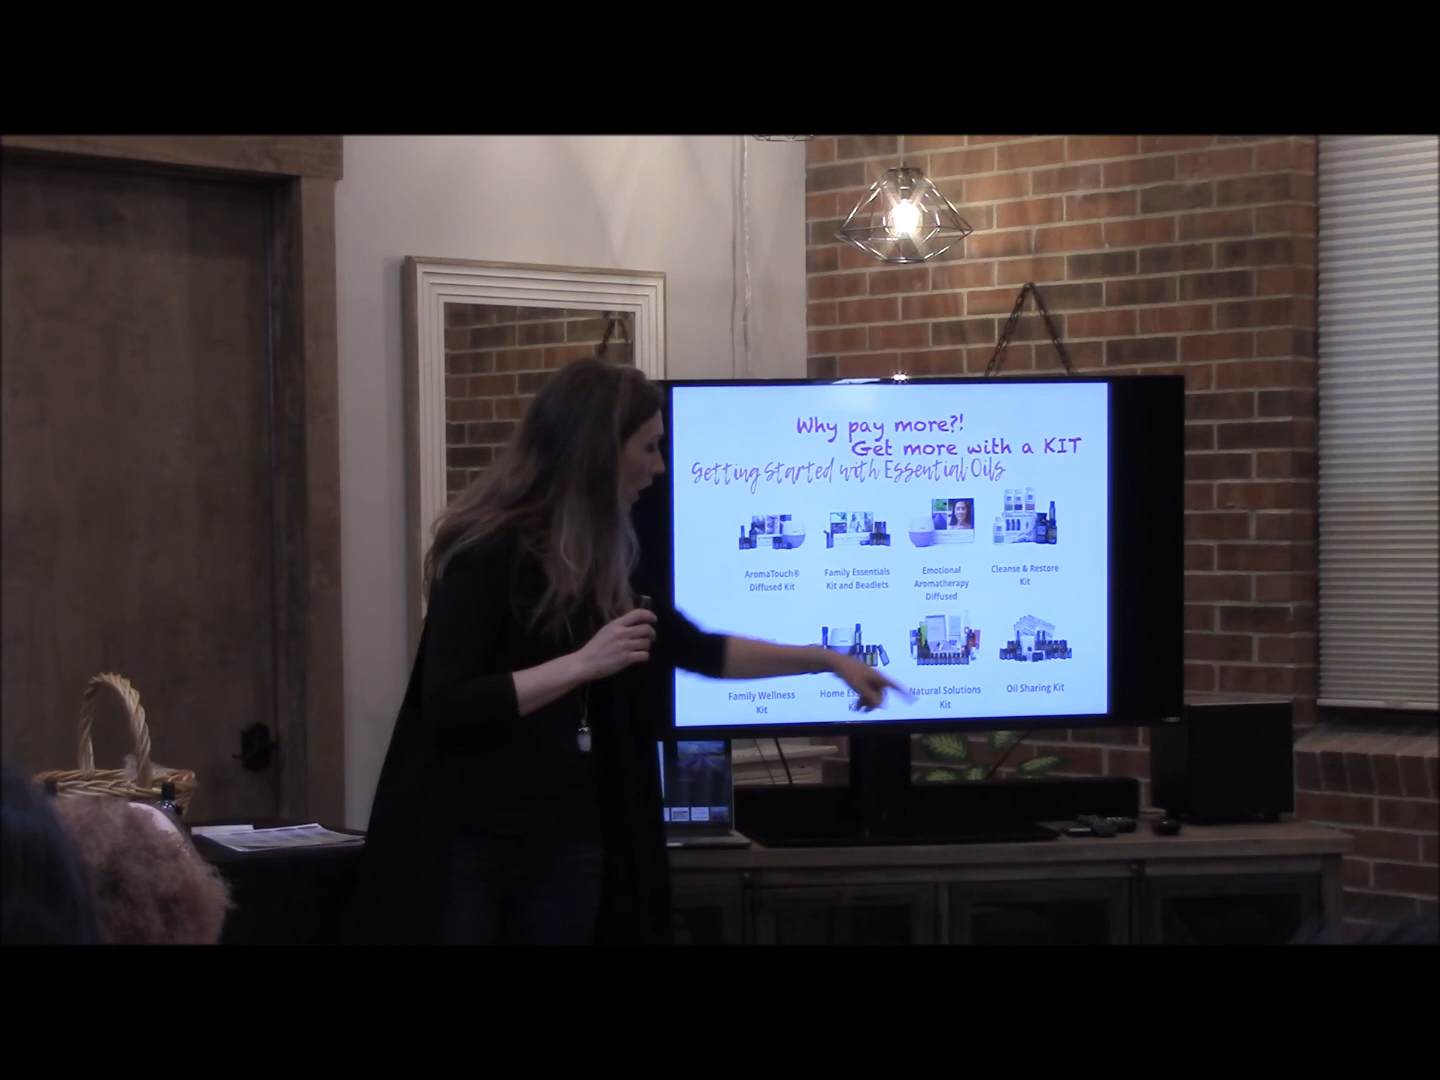 Why pay more?!
Get more with a KIT
Getting Started with Essential Oils
AromaTouch®
Diffused Kit
Family Essentials
Kit and Beadlets
Emotional
Aromatherapy
Diffused
Cleanse & Restore
Kit
Family Wellness
Kit
Home
Natural Solutions
Kit
Oil Sharing Kit